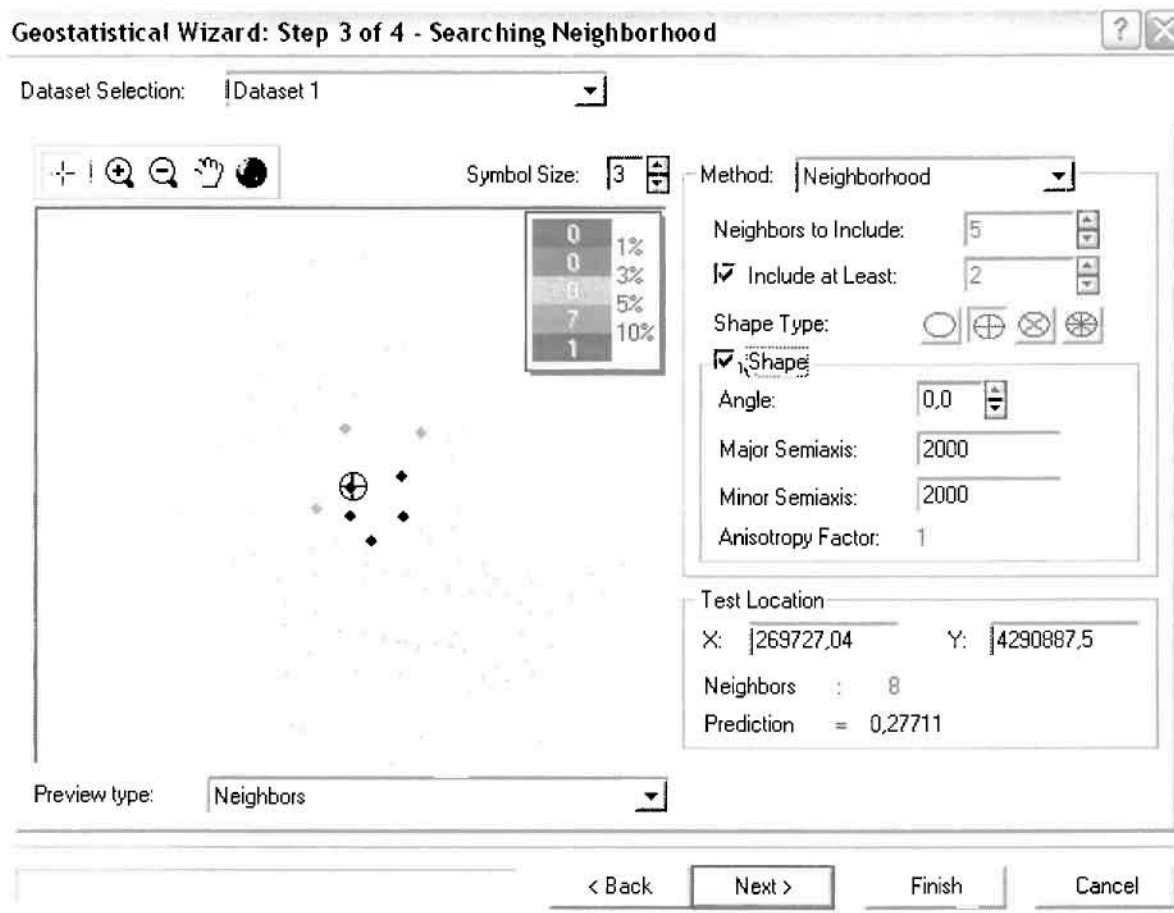 Geostatistical Wizard: Step 3 of 4 - Searching Neighborhood
Dataset Selection: Dataset 1
Symbol Size: 3
0
0
0
7
1
1%
3%
5%
10%
Method: Neighborhood
Neighbors to Include: 5
Include at Least: 2
Shape Type:
Shape
Angle: 0,0
Major Semiaxis: 2000
Minor Semiaxis: 2000
Anisotropy Factor: 1
Test Location
X: 269727,04 Y: 4290887,5
Neighbors : 8
Prediction = 0,27711
Preview type: Neighbors
< Back Next > Finish Cancel